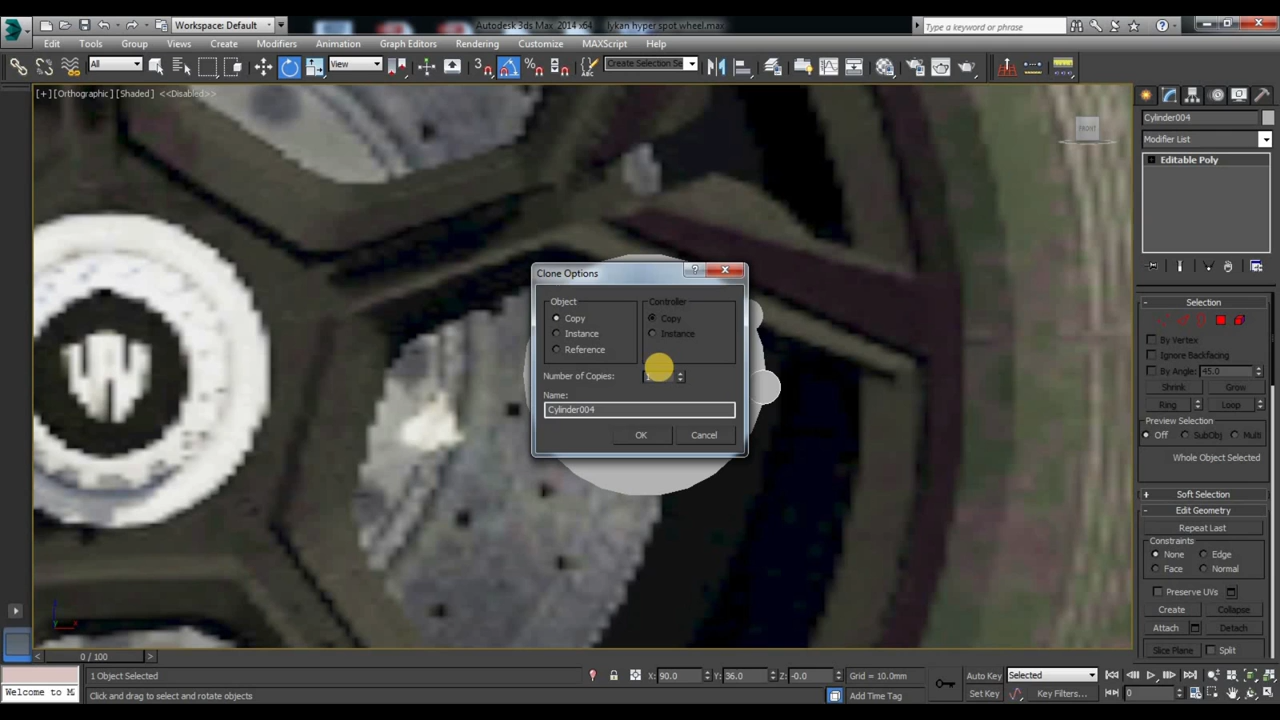 Workspace: Default
Autodesk 3ds Max 2014 x64
lykan hyper spot wheel.max
Type a keyword or phrase
Edit Tools Group Views Create Modifiers Animation Graph Editors Rendering Customize MAXScript Help
All
View
3
Create Selection Se
[+][Orthographic][Shaded] <<Disabled>>
FRONT
Cylinder004
Modifier List
Editable Poly
Clone Options
Object
Controller
Copy
Copy
Instance
Instance
Reference
Number of Copies:
Name:
Cylinder004
OK
Cancel
Selection
By Vertex
Ignore Backfacing
By Angle: 45.0
Shrink
Grow
Ring
Loop
Preview Selection
Off
SubObj
Multi
Whole Object Selected
Soft Selection
Edit Geometry
Repeat Last
Constraints
None
Edge
Face
Normal
Preserve UVs
Create
Collapse
Attach
Detach
Slice Plane
Split
0 / 100
Welcome to M
1 Object Selected
Click and drag to select and rotate objects
X: 90.0
Y: 36.0
Z: -0.0
Grid = 10.0mm
Add Time Tag
Auto Key
Selected
Set Key
Key Filters...
0